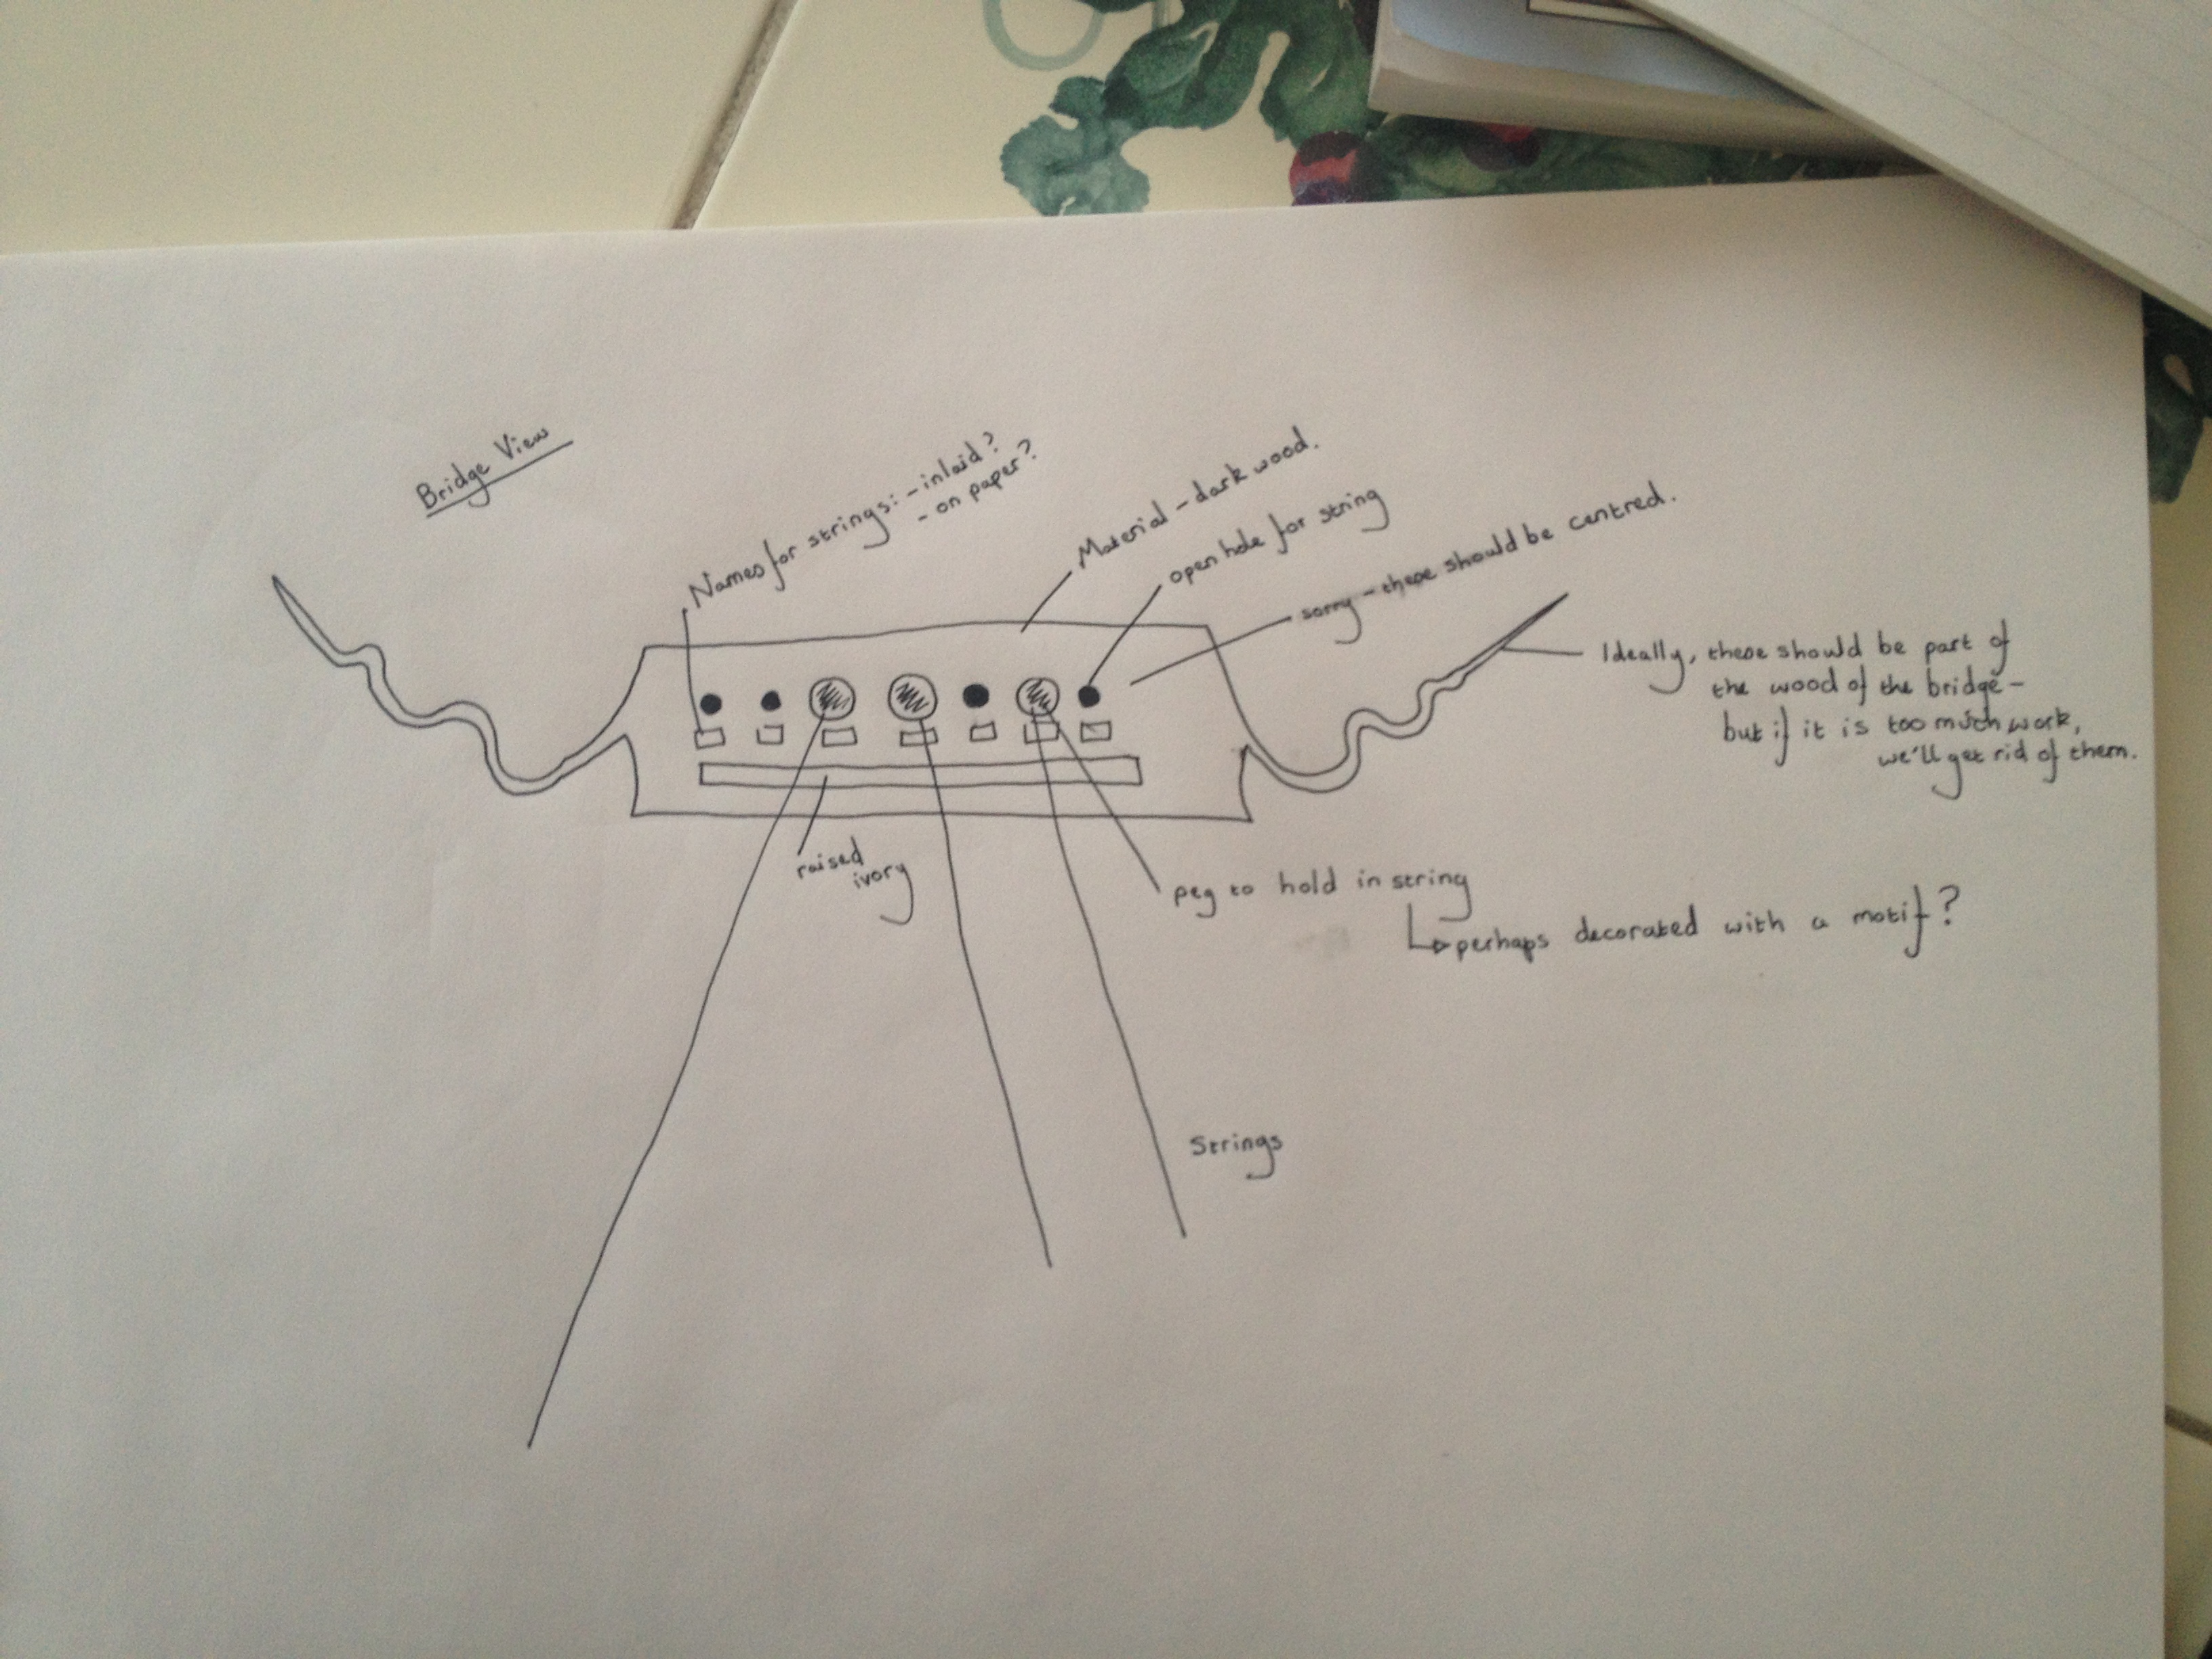 Bridge View
Names for strings: - inlaid?
- on paper?
Material - dark wood.
open hole for string
sorry - these should be centred.
Ideally, these should be part of
the wood of the bridge -
but if it is too much work,
we'll get rid of them.
raised
ivory
peg to hold in string
perhaps decorated with a motif?
Strings